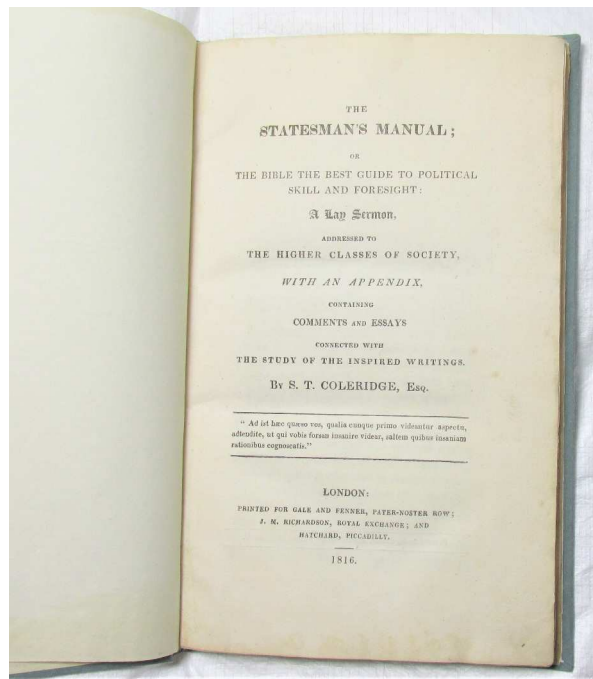 THE
STATESMAN'S MANUAL;
OR
THE BIBLE THE BEST GUIDE TO POLITICAL
SKILL AND FORESIGHT:
A Lay Sermon,
ADDRESSED TO
THE HIGHER CLASSES OF SOCIETY,
WITH AN APPENDIX,
CONTAINING
COMMENTS AND ESSAYS
CONNECTED WITH
THE STUDY OF THE INSPIRED WRITINGS.
By S. T. COLERIDGE, Esq.
" Ad ist hæc quæso vos, qualia cunque primo videantur aspectu,
adtendite, ut qui vobis forsan insanire videar, saltem quibus insaniam
rationibus cognoscatis."
LONDON:
PRINTED FOR GALE AND FENNER, PATER-NOSTER ROW;
J. M. RICHARDSON, ROYAL EXCHANGE; AND
HATCHARD, PICCADILLY.
1816.